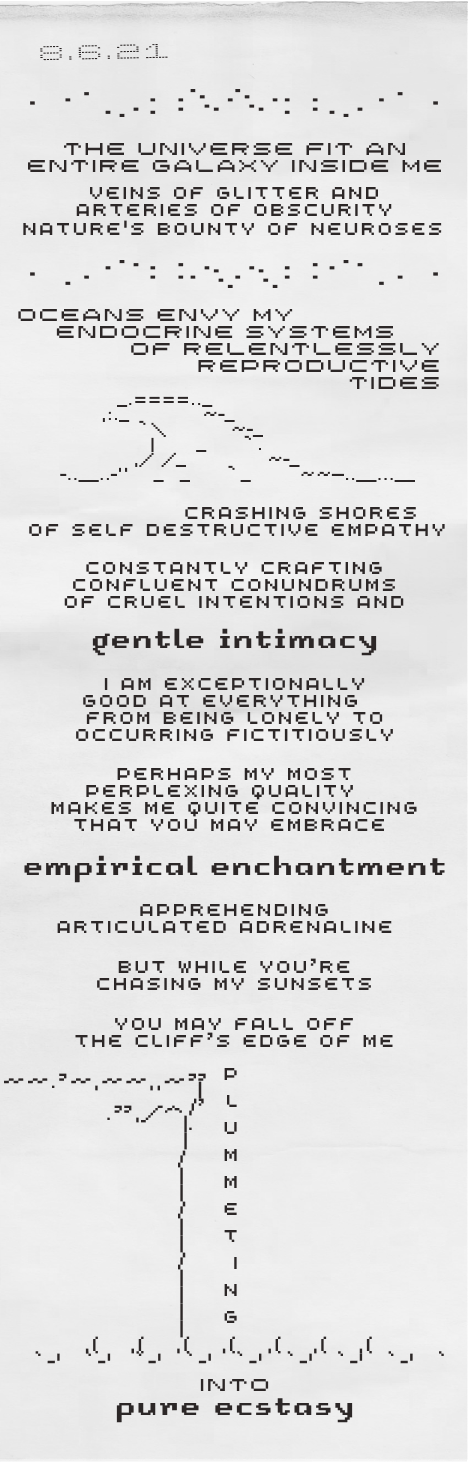 8.6.21
THE UNIVERSE FIT AN
ENTIRE GALAXY INSIDE ME
VEINS OF GLITTER AND
ARTERIES OF OBSCURITY
NATURE'S BOUNTY OF NEUROSES
OCEANS ENVY MY
ENDOCRINE SYSTEMS
OF RELENTLESSLY
REPRODUCTIVE
TIDES
CRASHING SHORES
OF SELF DESTRUCTIVE EMPATHY
CONSTANTLY CRAFTING
CONFLUENT CONUNDRUMS
OF CRUEL INTENTIONS AND
gentle intimacy
I AM EXCEPTIONALLY
GOOD AT EVERYTHING
FROM BEING LONELY TO
OCCURRING FICTITIOUSLY
PERHAPS MY MOST
PERPLEXING QUALITY
MAKES ME QUITE CONVINCING
THAT YOU MAY EMBRACE
empirical enchantment
APPREHENDING
ARTICULATED ADRENALINE
BUT WHILE YOU'RE
CHASING MY SUNSETS
YOU MAY FALL OFF
THE CLIFF'S EDGE OF ME
P
L
U
M
M
E
T
I
N
G
INTO
pure ecstasy